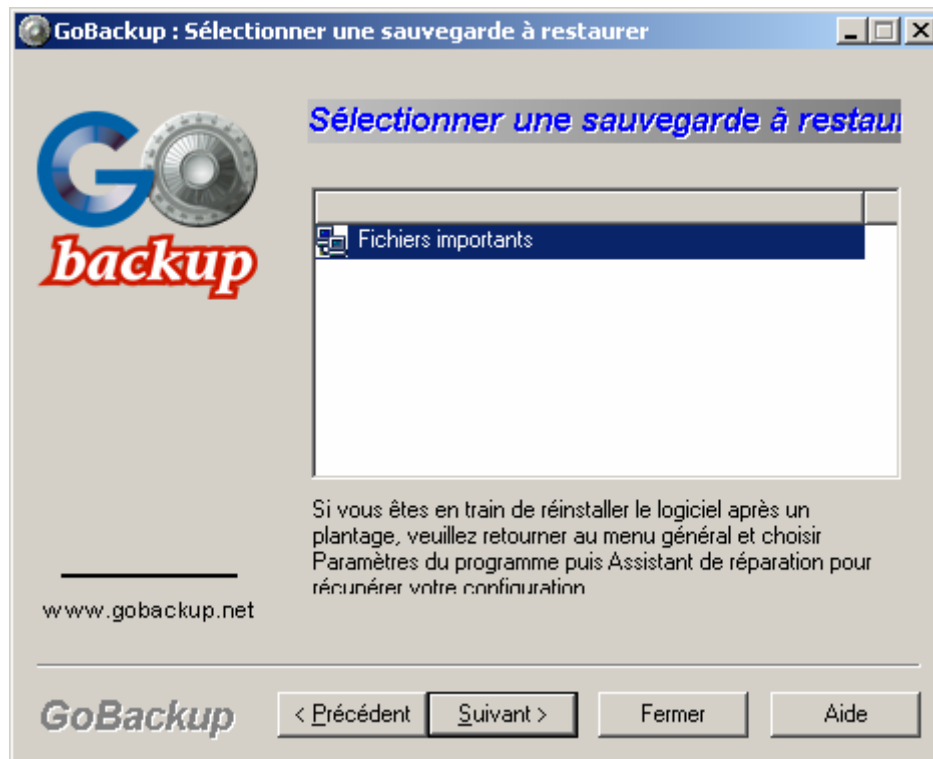 GoBackup : Sélectionner une sauvegarde à restaurer
GO
backup
Sélectionner une sauvegarde à restau
Fichiers importants
Si vous êtes en train de réinstaller le logiciel après un
plantage, veuillez retourner au menu général et choisir
Paramètres du programme puis Assistant de réparation pour
récupérer votre configuration
www.gobackup.net
GoBackup
< Précédent
Suivant >
Fermer
Aide